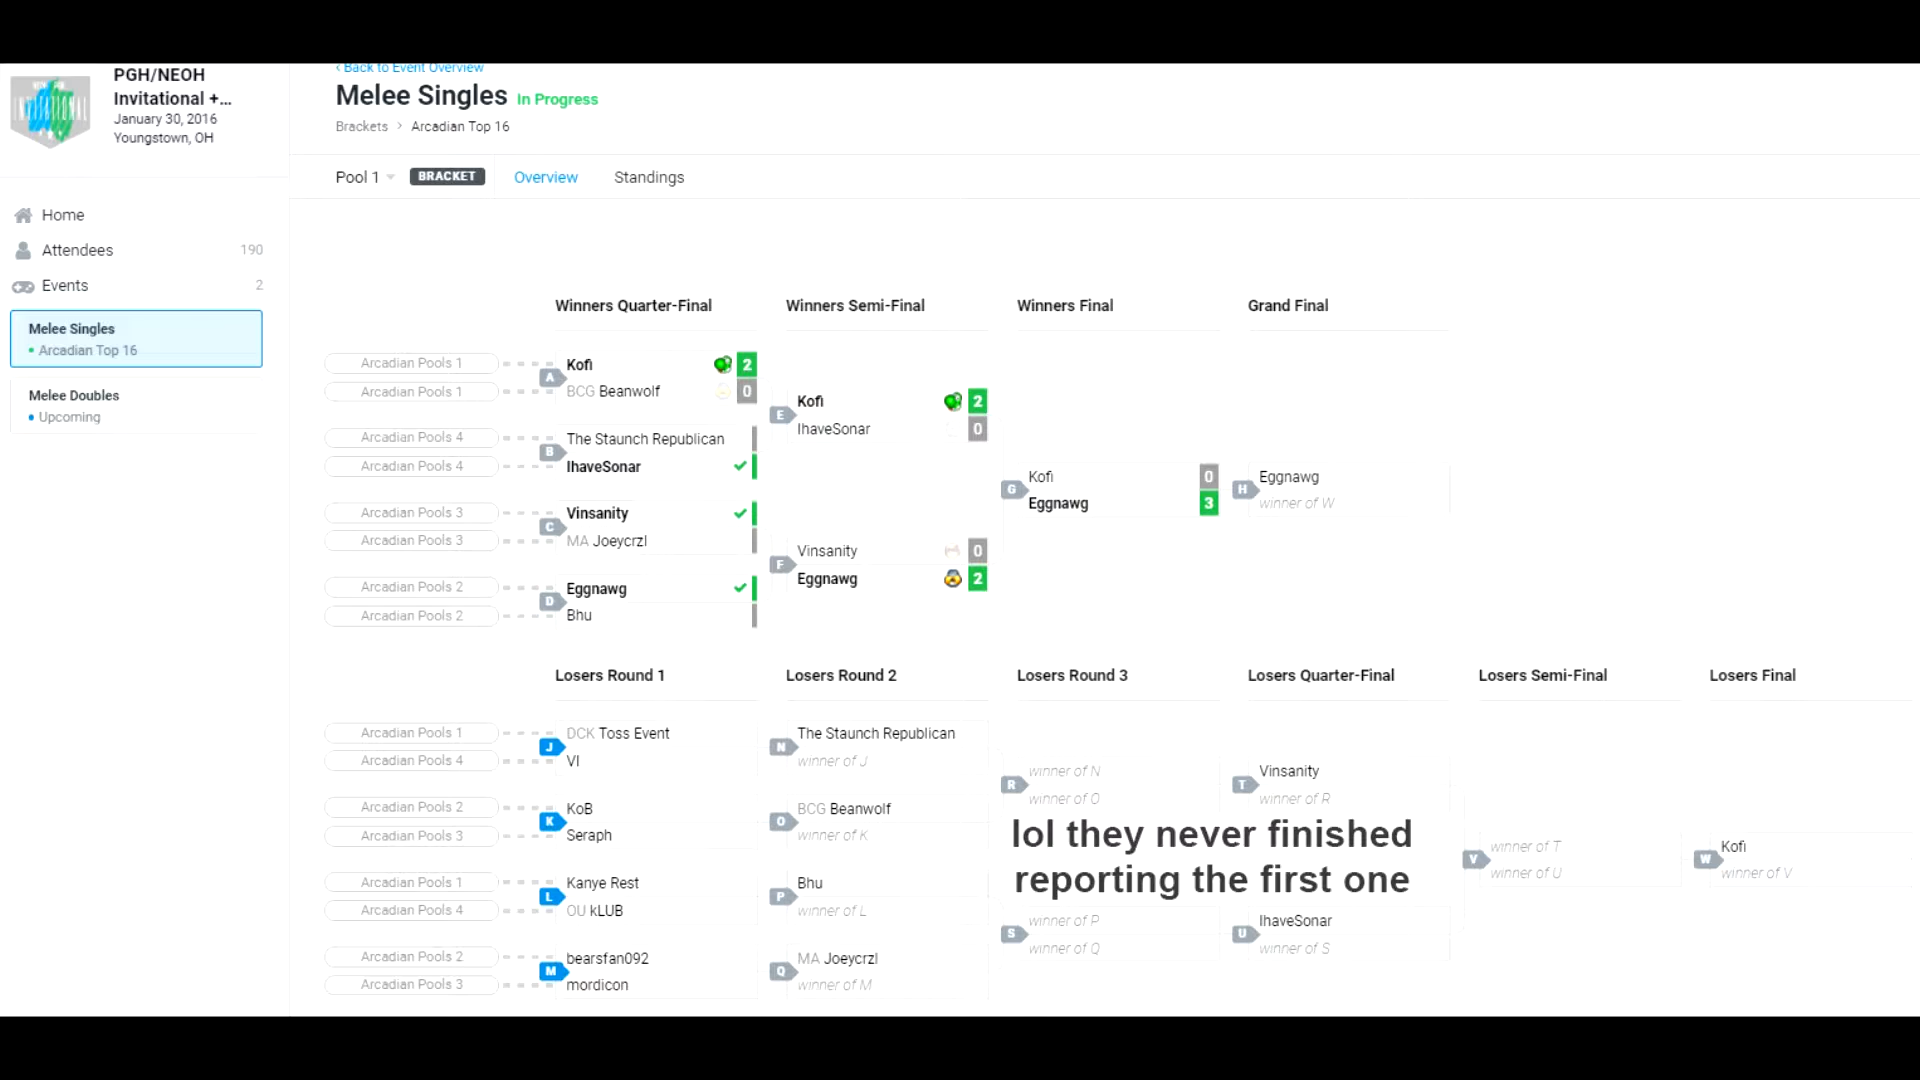 PGH/NEOH
Invitational +...
January 30, 2016
Youngstown, OH
Home
Attendees 190
Events 2
Melee Singles
Arcadian Top 16
Melee Doubles
Upcoming
‹ Back to Event Overview
Melee Singles In Progress
Brackets › Arcadian Top 16
Pool 1 BRACKET Overview Standings
Winners Quarter-Final Winners Semi-Final Winners Final Grand Final
Arcadian Pools 1
Arcadian Pools 1
A
Kofi 2
BCG Beanwolf 0
Arcadian Pools 4
Arcadian Pools 4
B
The Staunch Republican
IhaveSonar
Arcadian Pools 3
Arcadian Pools 3
C
Vinsanity
MA Joeycrzl
Arcadian Pools 2
Arcadian Pools 2
D
Eggnawg
Bhu
E
Kofi 2
IhaveSonar 0
F
Vinsanity 0
Eggnawg 2
G
Kofi 0
Eggnawg 3
H
Eggnawg
winner of W
Losers Round 1 Losers Round 2 Losers Round 3 Losers Quarter-Final Losers Semi-Final Losers Final
Arcadian Pools 1
Arcadian Pools 4
J
DCK Toss Event
VI
Arcadian Pools 2
Arcadian Pools 3
K
KoB
Seraph
Arcadian Pools 1
Arcadian Pools 4
L
Kanye Rest
OU kLUB
Arcadian Pools 2
Arcadian Pools 3
M
bearsfan092
mordicon
N
The Staunch Republican
winner of J
O
BCG Beanwolf
winner of K
P
Bhu
winner of L
Q
MA Joeycrzl
winner of M
R
winner of N
winner of O
S
winner of P
winner of Q
T
Vinsanity
winner of R
U
IhaveSonar
winner of S
V
winner of T
winner of U
W
Kofi
winner of V
lol they never finished
reporting the first one